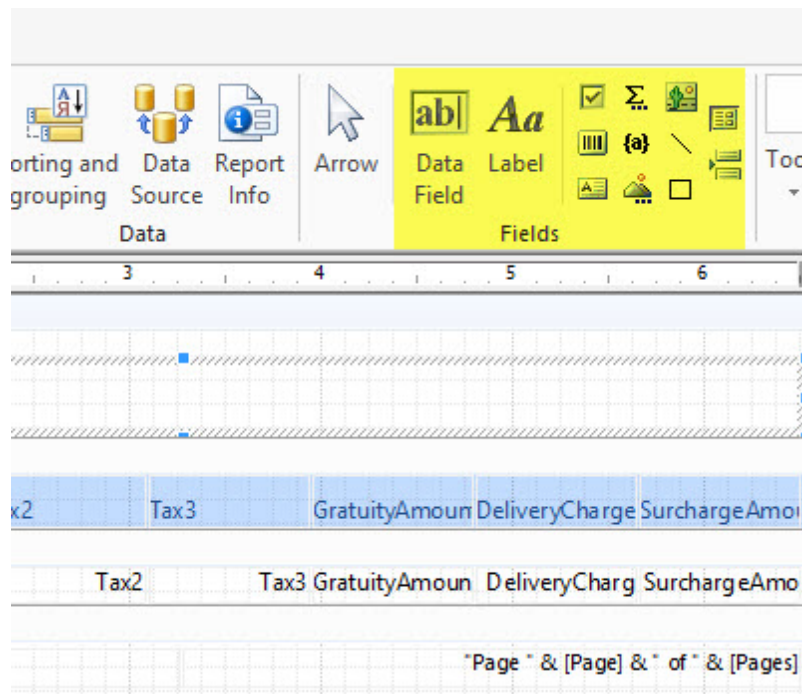 orting and Data Report Arrow Data Label Too
grouping Source Info Field
Data Fields
3 4 5 6
x2 Tax3 GratuityAmoun DeliveryCharge SurchargeAmou
Tax2 Tax3 GratuityAmoun DeliveryCharg SurchargeAmo
"Page " & [Page] & " of " & [Pages]